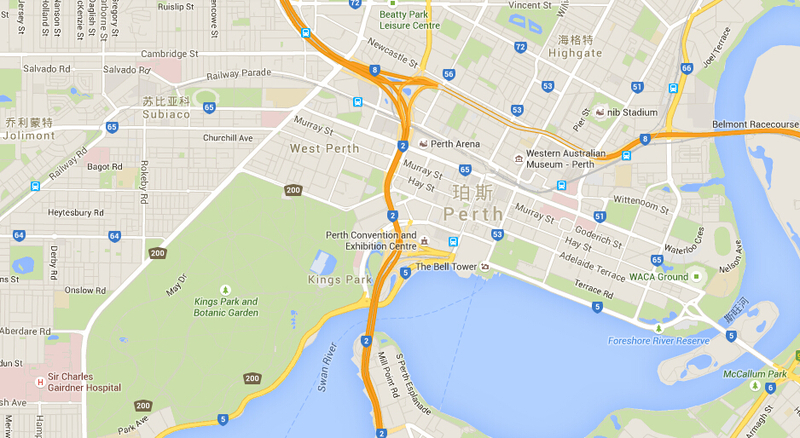 Ruislip St
Beatty Park
Leisure Centre
Vincent St
72
72
Cambridge St
Newcastle St
海格特
Highgate
Joel Terrace
Salvado Rd
Salvado Rd
Railway Parade
8
56
66
苏比亚科
Subiaco
65
65
53
53
51
51
Pier St
nib Stadium
乔利蒙特
Jolimont
65
Churchill Ave
Murray St
West Perth
2
Perth Arena
8
Belmont Racecourse
Railway Rd
Bagot Rd
Rokeby Rd
Murray St
Hay St
65
Western Australian
Museum - Perth
200
珀斯
Perth
61
Wittenoom St
Heytesbury Rd
2
Murray St
51
Goderich St
64
64
Perth Convention and
Exhibition Centre
53
Hay St
Waterloo Cres
Nelson Ave
200
Derby Rd
5
The Bell Tower
Adelaide Terrace
WACA Ground
Onslow Rd
May Dr
Kings Park
Terrace Rd
Kings Park and
Botanic Garden
5
斯旺河
Aberdare Rd
2
Foreshore River Reserve
5
Swan River
Mill Point Rd
S Perth Esplanade
Sir Charles
Gairdner Hospital
200
200
McCallum Park
6
Park Ave
5
2
Armagh St